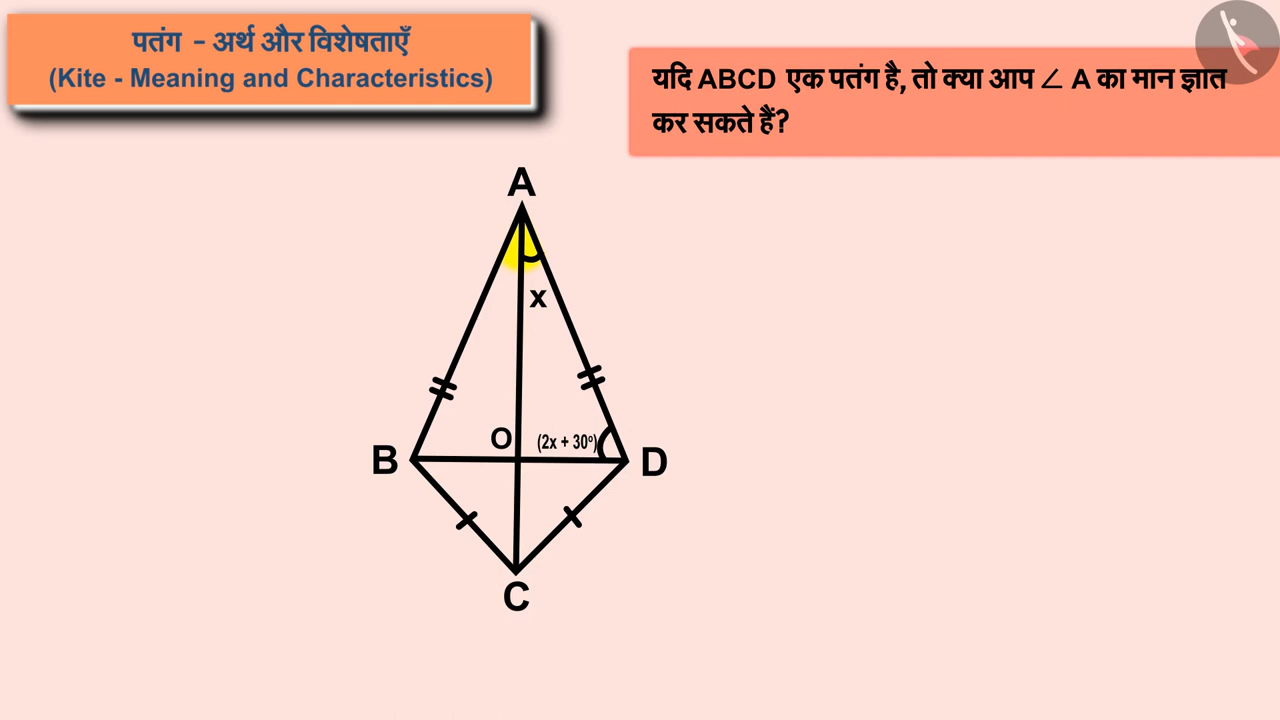 पतंग - अर्थ और विशेषताएँ
(Kite - Meaning and Characteristics)
यदि ABCD एक पतंग है, तो क्या आप ∠ A का मान ज्ञात
कर सकते हैं?
A
x
O
(2x + 30°)
B
D
C